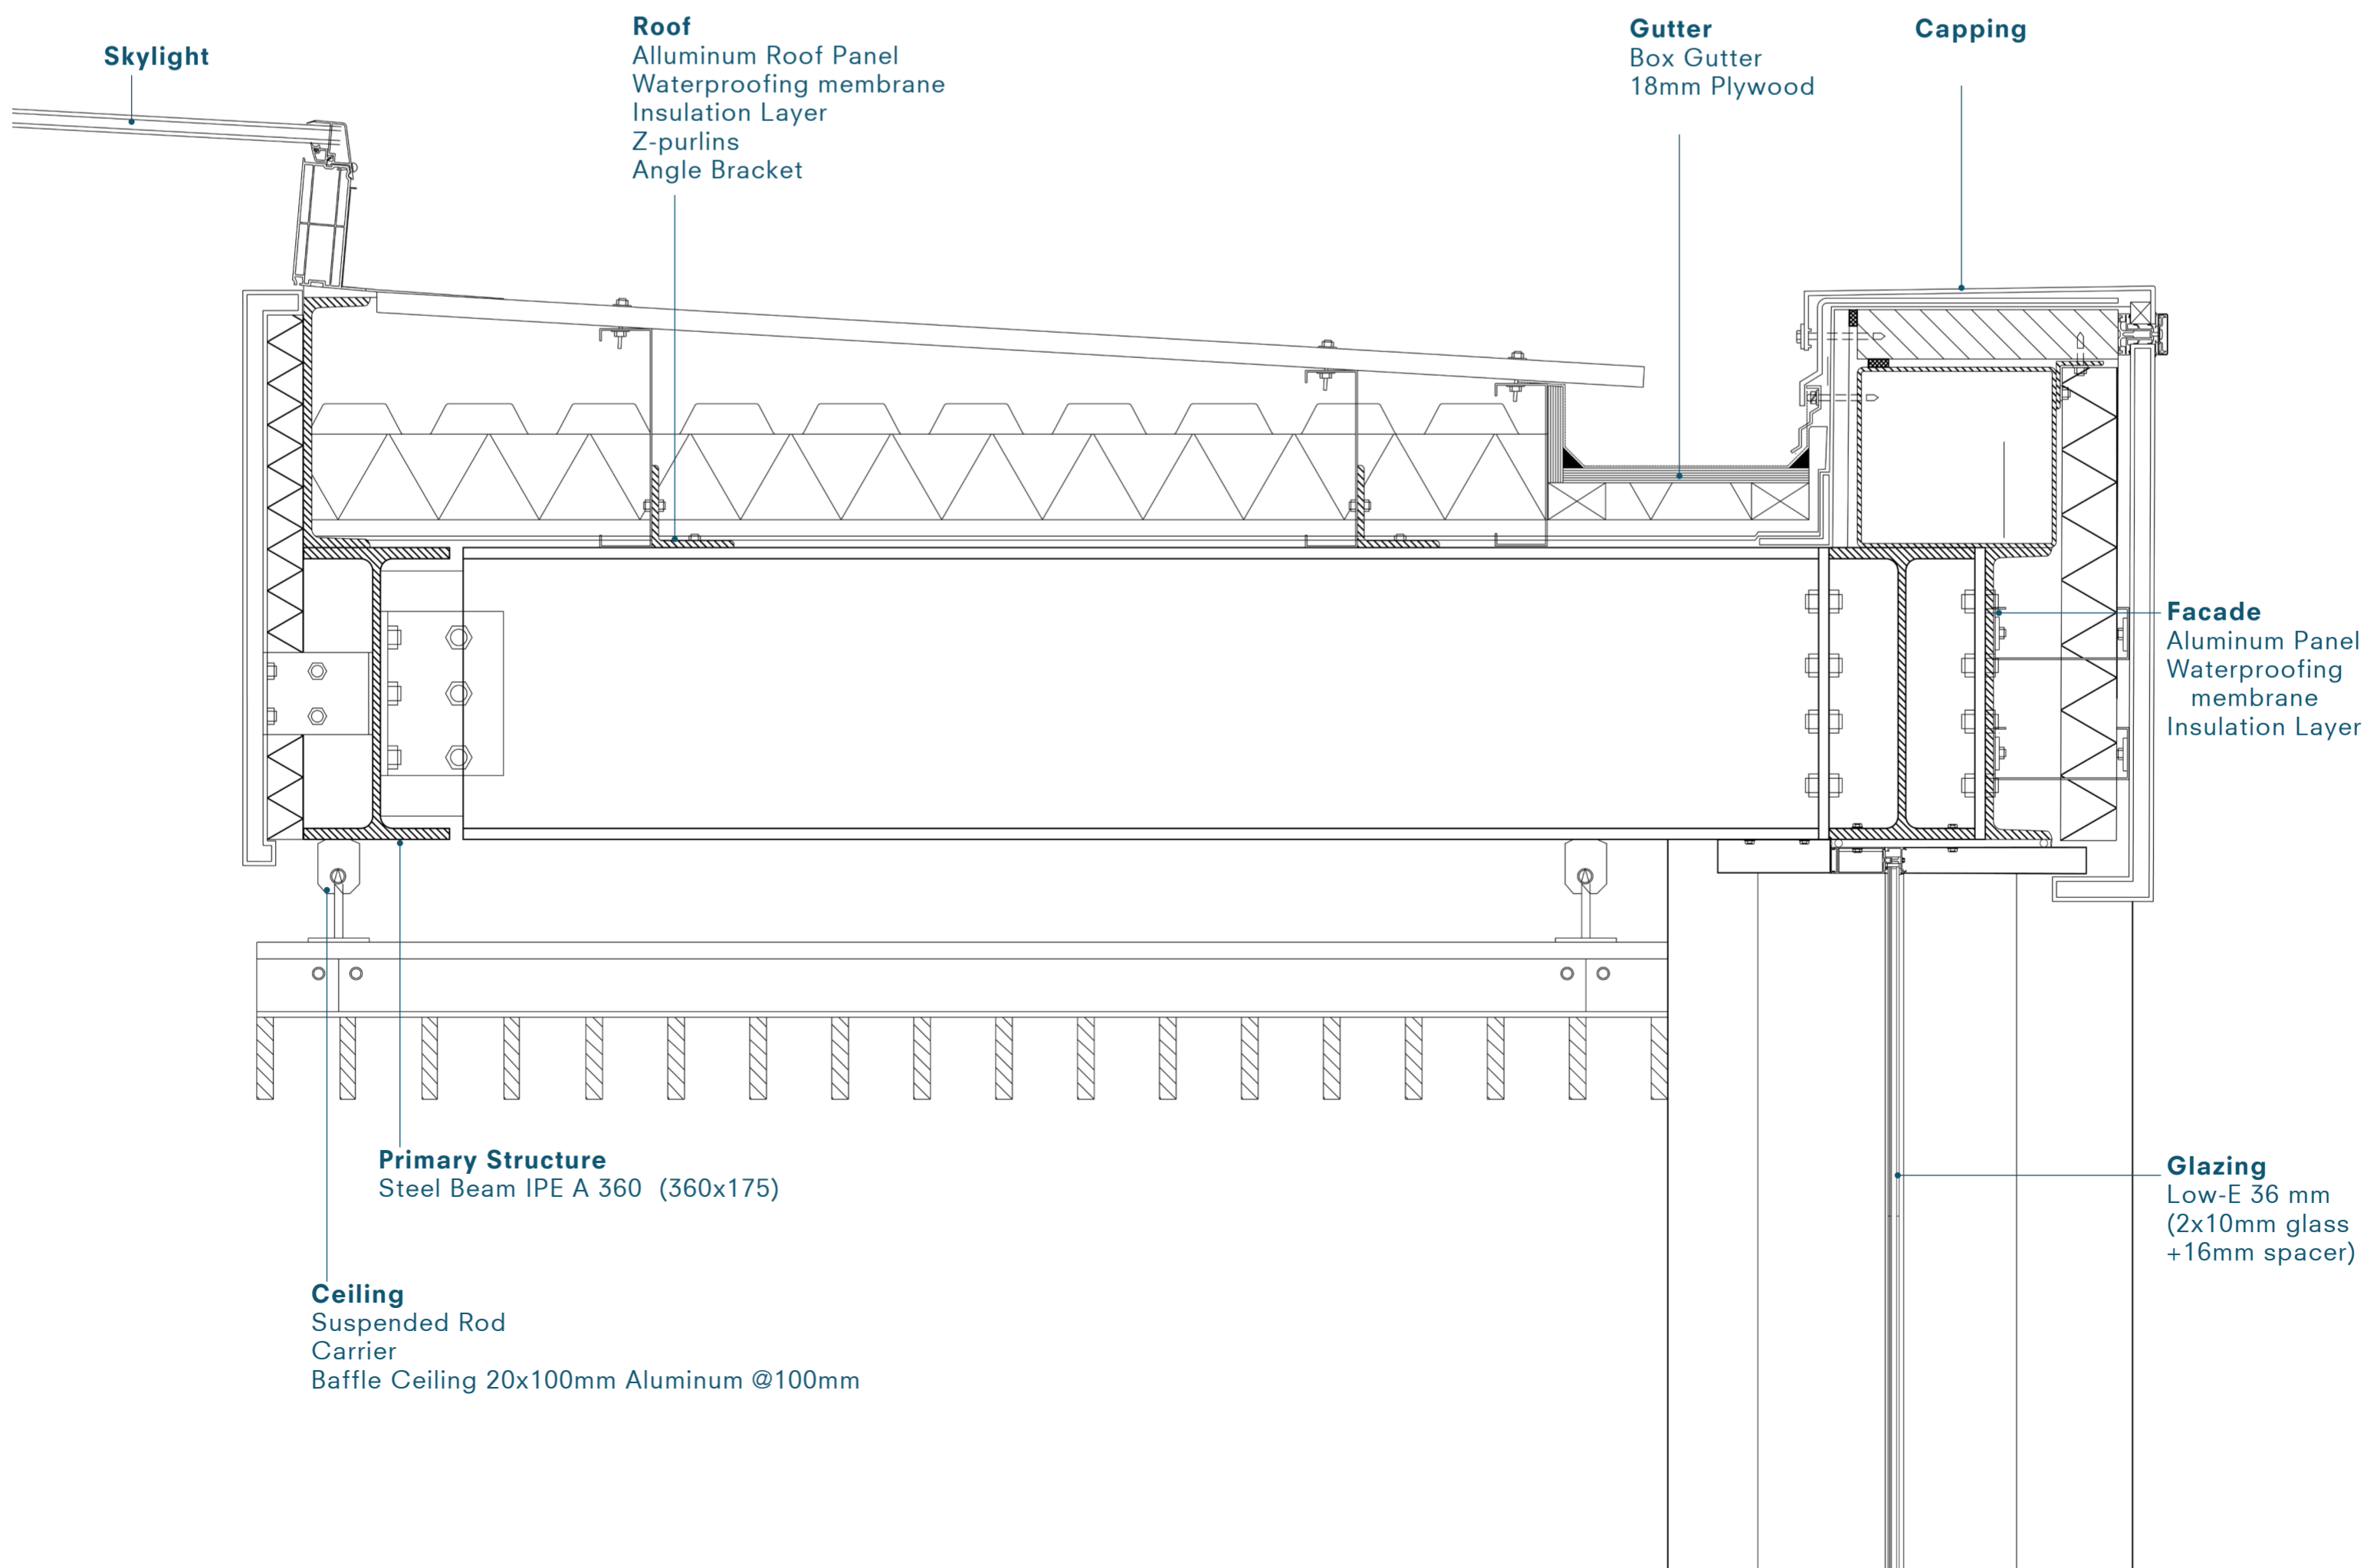 Skylight
Roof
Alluminum Roof Panel
Waterproofing membrane
Insulation Layer
Z-purlins
Angle Bracket
Gutter
Box Gutter
18mm Plywood
Capping
Facade
Aluminum Panel
Waterproofing
membrane
Insulation Layer
Primary Structure
Steel Beam IPE A 360 (360x175)
Glazing
Low-E 36 mm
(2x10mm glass
+16mm spacer)
Ceiling
Suspended Rod
Carrier
Baffle Ceiling 20x100mm Aluminum @100mm